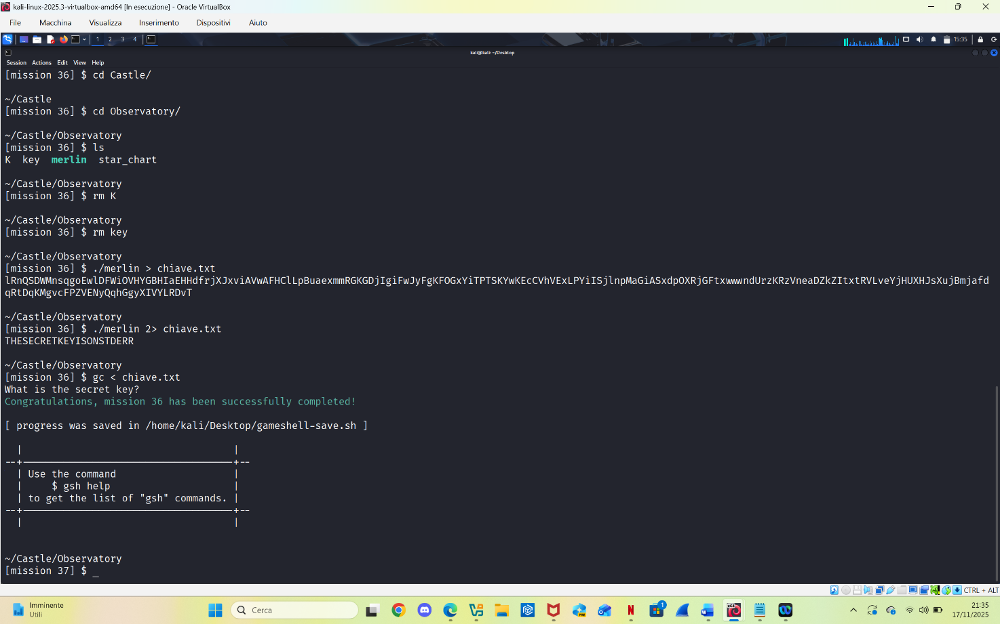 kali-linux-2025.3-virtualbox-amd64 [In esecuzione] - Oracle VirtualBox
File Macchina Visualizza Inserimento Dispositivi Aiuto
1 2 3 4 15:35
kali@kali: ~/Desktop
Session Actions Edit View Help
[mission 36] $ cd Castle/
~/Castle
[mission 36] $ cd Observatory/
~/Castle/Observatory
[mission 36] $ ls
K key merlin star_chart
~/Castle/Observatory
[mission 36] $ rm K
~/Castle/Observatory
[mission 36] $ rm key
~/Castle/Observatory
[mission 36] $ ./merlin > chiave.txt
lRnQSDWMnsqgoEwlDFWiOVHYGBHIaEHHdfrjXJxviAVwAFHClLpBuaexmmRGKGDjIgiFwJyFgKFOGxYiTPTSKYwKEcCVhVExLPYiISjlnpMaGiASxdpOXRjGFtxwwwndUrzKRzVneaDZkZItxtRVLveYjHUXHJsXujBmjafd
qRtDqKMgvcFPZVENyQqhGgyXIVYLRDvT
~/Castle/Observatory
[mission 36] $ ./merlin 2> chiave.txt
THESECRETKEYISONSTDERR
~/Castle/Observatory
[mission 36] $ gc < chiave.txt
What is the secret key?
Congratulations, mission 36 has been successfully completed!
[ progress was saved in /home/kali/Desktop/gameshell-save.sh ]
Use the command
$ gsh help
to get the list of "gsh" commands.
~/Castle/Observatory
[mission 37] $ _
CTRL + ALT
Imminente
Utili
Cerca
1
21:35
17/11/2025